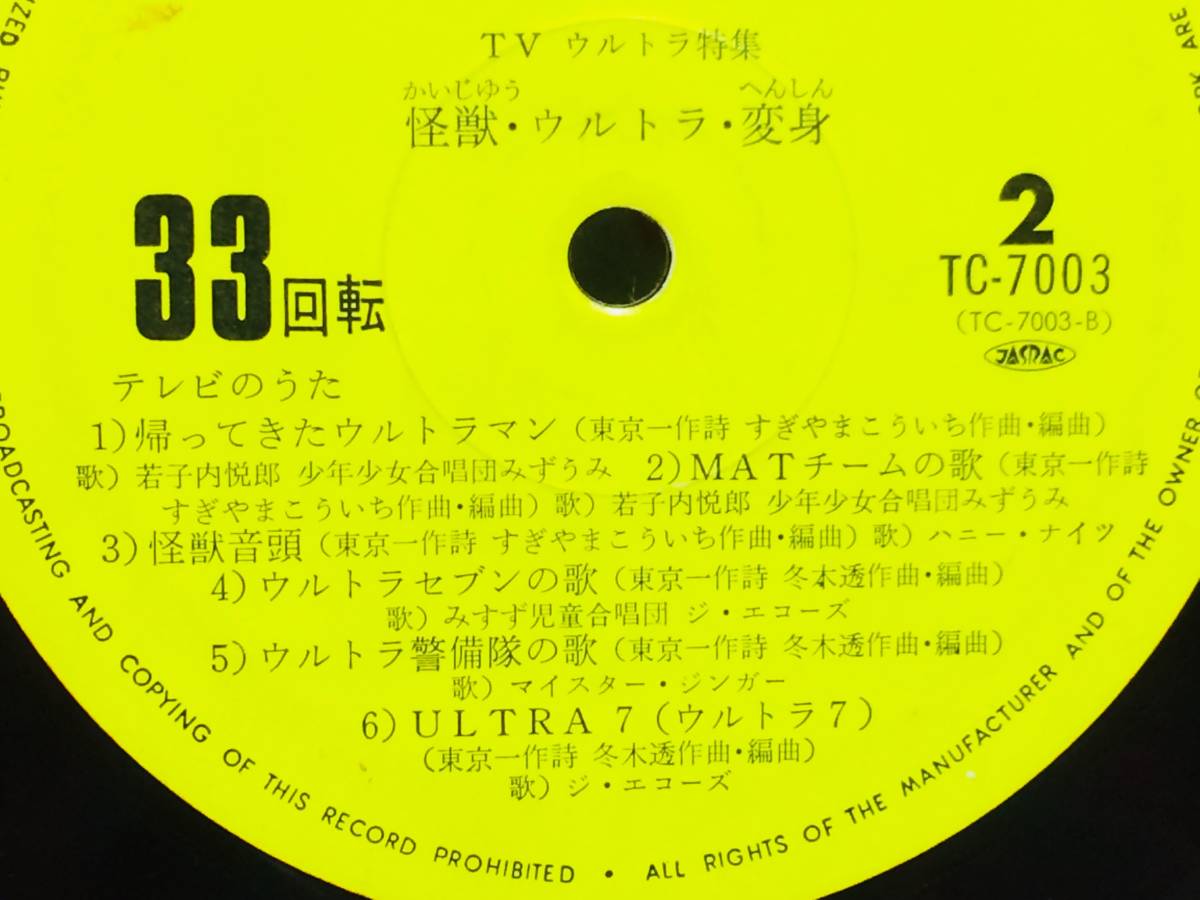 TV ウルトラ特集
かいじゆう へんしん
怪獣・ウルトラ・変身
33回転
2
TC-7003
(TC-7003-B)
JASRAC
テレビのうた
1)帰ってきたウルトラマン(東京一作詩 すぎやまこういち作曲・編曲)
歌)若子内悦郎 少年少女合唱団みずうみ 2)MATチームの歌(東京一作詩
すぎやまこういち作曲・編曲)歌)若子内悦郎 少年少女合唱団みずうみ
3)怪獣音頭(東京一作詩 すぎやまこういち作曲・編曲)歌)ハニー・ナイツ
4)ウルトラセブンの歌(東京一作詩 冬木透作曲・編曲)
歌)みすず児童合唱団 ジ・エコーズ
5)ウルトラ警備隊の歌(東京一作詩 冬木透作曲・編曲)
歌)マイスター・ジンガー
6)ULTRA 7(ウルトラ7)
(東京一作詩 冬木透作曲・編曲)
歌)ジ・エコーズ
BROADCASTING AND COPYING OF THIS RECORD PROHIBITED • ALL RIGHTS OF THE MANUFACTURER AND OF THE OWNER
ARE